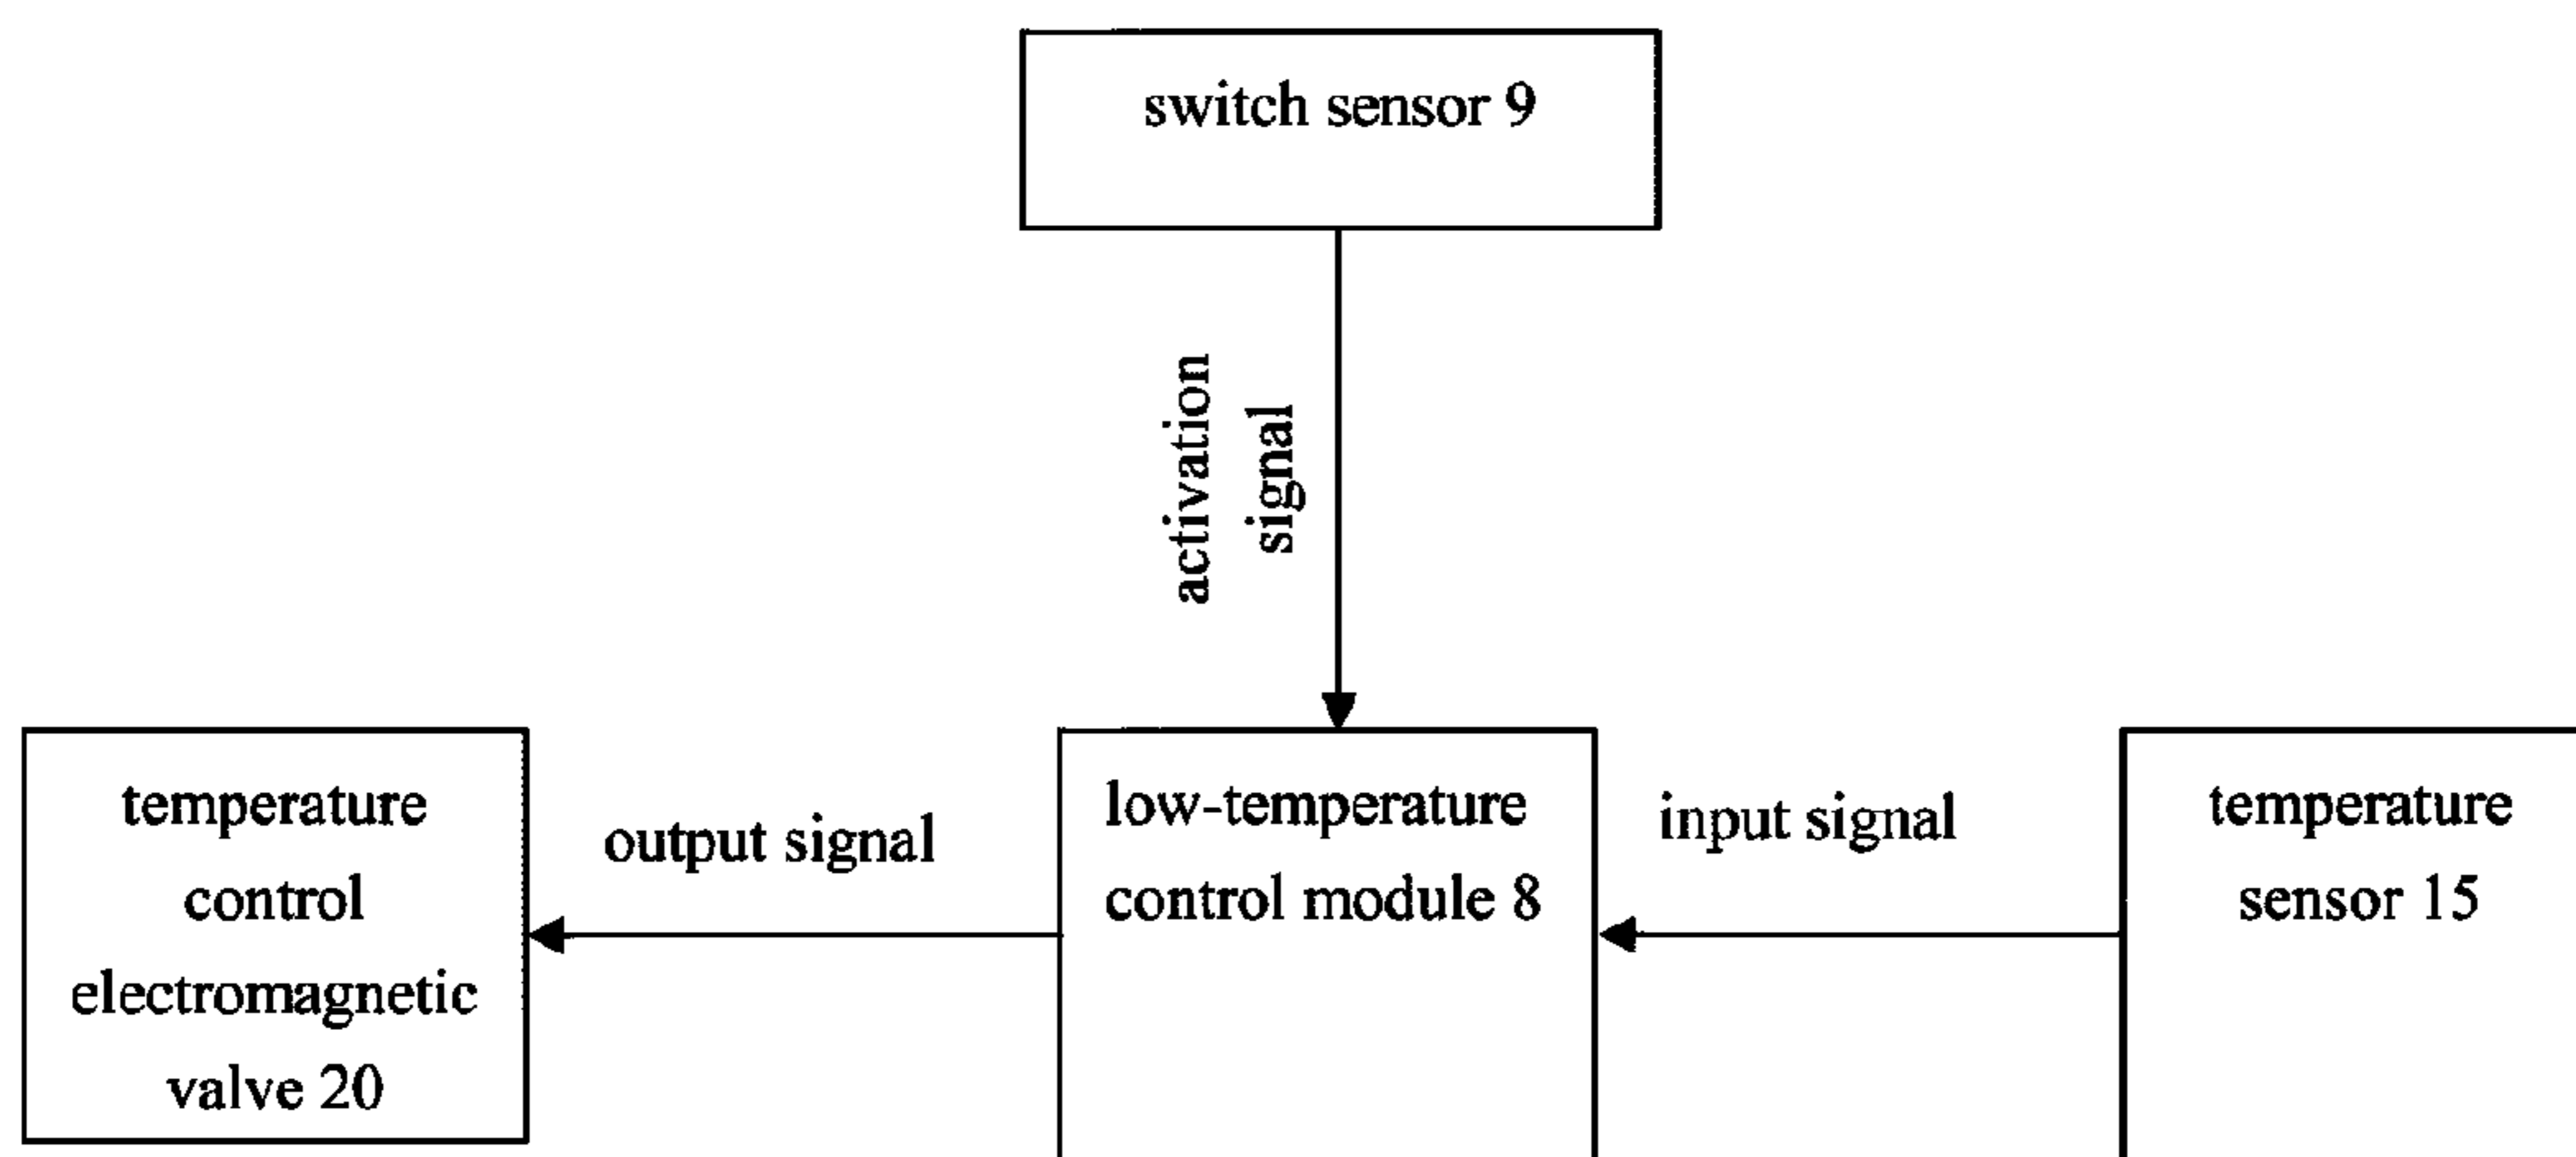 switch sensor 9
activation
signal
temperature
control
electromagnetic
valve 20
output signal
low-temperature
control module 8
input signal
temperature
sensor 15